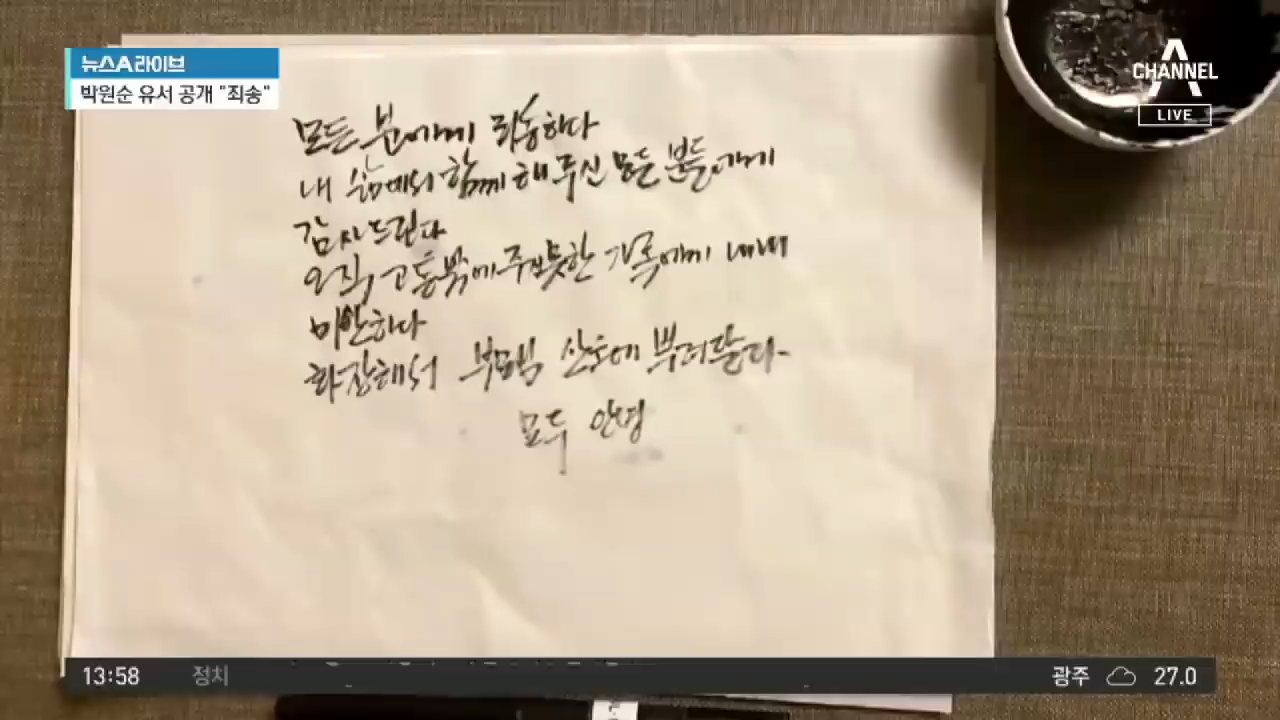 뉴스A 라이브
박원순 유서 공개 "죄송"
CHANNEL A
LIVE
모든 분에게 죄송하다
내 삶에서 함께 해 주신 모든 분들에게
감사드린다
오직 고통밖에 주지 못한 가족에게 내내
미안하다
화장해서 부모님 산소에 뿌려달라
모두 안녕
13:58
정치
광주
27.0